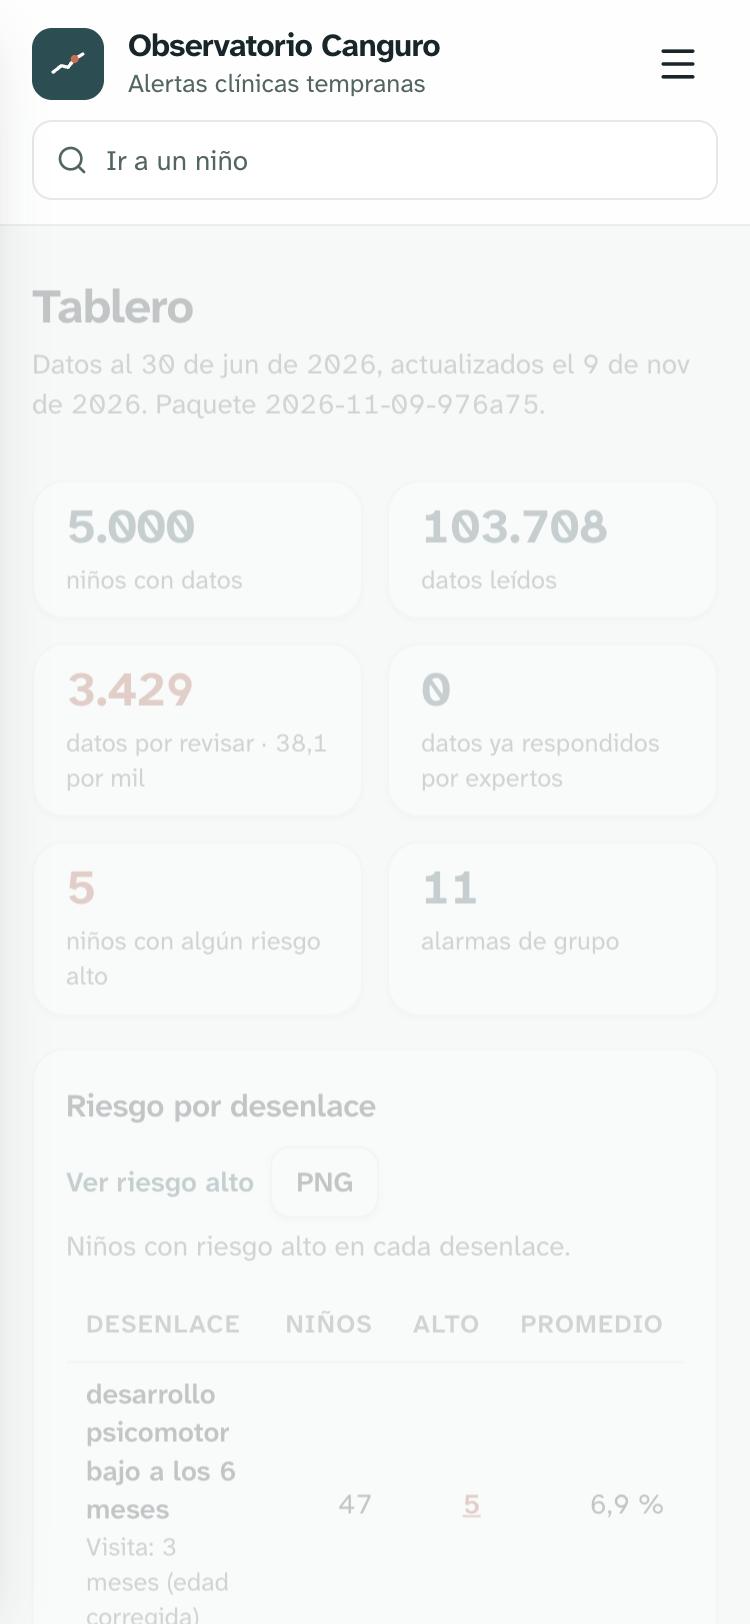 Observatorio Canguro
Alertas clínicas tempranas
Ir a un niño
Tablero
Datos al 30 de jun de 2026, actualizados el 9 de nov
de 2026. Paquete 2026-11-09-976a75.
5.000
niños con datos
103.708
datos leídos
3.429
datos por revisar · 38,1
por mil
0
datos ya respondidos
por expertos
5
niños con algún riesgo
alto
11
alarmas de grupo
Riesgo por desenlace
Ver riesgo alto PNG
Niños con riesgo alto en cada desenlace.
DESENLACE NIÑOS ALTO PROMEDIO
desarrollo
psicomotor
bajo a los 6
meses
47 5 6,9 %
Visita: 3
meses (edad
corregida)